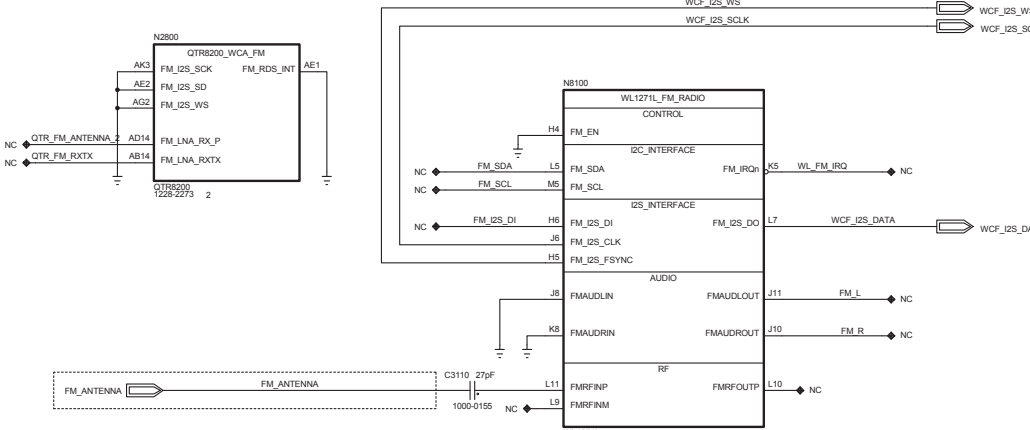 WCF_I2S_WS
WCF_I2S_WS
WCF_I2S_SCLK
WCF_I2S_SC
N2800
QTR8200_WCA_FM
AK3 FM_I2S_SCK FM_RDS_INT AE1
AE2 FM_I2S_SD
AG2 FM_I2S_WS
NC QTR_FM_ANTENNA_2 AD14 FM_LNA_RX_P
NC QTR_FM_RXTX AB14 FM_LNA_RXTX
QTR8200
1228-2273 2
N8100
WL1271L_FM_RADIO
CONTROL
H4 FM_EN
I2C_INTERFACE
NC FM_SDA L5 FM_SDA FM_IRQn K5 WL_FM_IRQ NC
NC FM_SCL M5 FM_SCL
I2S_INTERFACE
NC FM_I2S_DI H6 FM_I2S_DI FM_I2S_DO L7 WCF_I2S_DATA WCF_I2S_DA
J6 FM_I2S_CLK
H5 FM_I2S_FSYNC
AUDIO
J8 FMAUDLIN FMAUDLOUT J11 FM_L NC
K8 FMAUDRIN FMAUDROUT J10 FM_R NC
RF
FM_ANTENNA FM_ANTENNA C3110 27pF L11 FMRFINP FMRFOUTP L10 NC
1000-0155
NC L9 FMRFINM